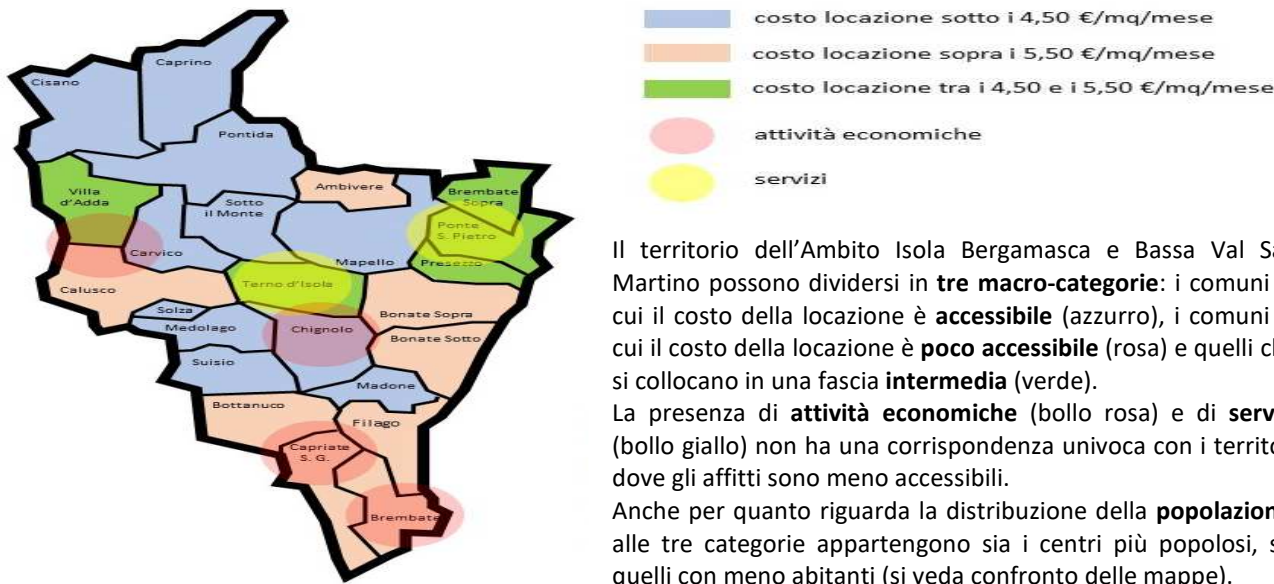 costo locazione sotto i 4,50 €/mq/mese
costo locazione sopra i 5,50 €/mq/mese
costo locazione tra i 4,50 e i 5,50 €/mq/mese
attività economiche
servizi
Caprino
Cisano
Pontida
Villa
d'Adda
Ambivere
Brembate
Sopra
Sotto
il Monte
Ponte
S. Pietro
Carvico
Mapello
Presezzo
Calusco
Terno d'Isola
Solza
Bonate Sopra
Medolago
Chignolo
Bonate Sotto
Suisio
Madone
Bottanuco
Filago
Capriate
S. G.
Brembate
Il territorio dell'Ambito Isola Bergamasca e Bassa Val
Martino possono dividersi in tre macro-categorie: i comuni
cui il costo della locazione è accessibile (azzurro), i comuni
cui il costo della locazione è poco accessibile (rosa) e quelli
si collocano in una fascia intermedia (verde).
La presenza di attività economiche (bollo rosa) e di
(bollo giallo) non ha una corrispondenza univoca con i
dove gli affitti sono meno accessibili.
Anche per quanto riguarda la distribuzione della
alle tre categorie appartengono sia i centri più popolosi,
quelli con meno abitanti (si veda confronto delle mappe).